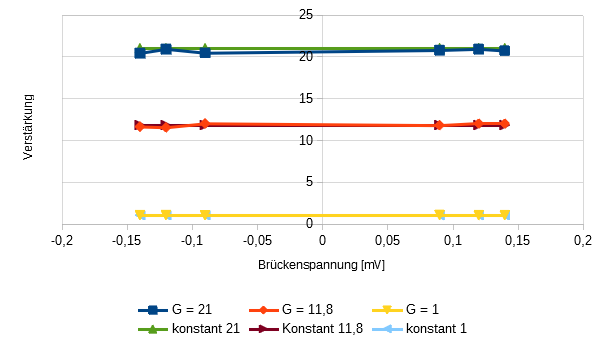 25
20
15
10
5
0
Verstärkung
-0,2 -0,15 -0,1 -0,05 0 0,05 0,1 0,15 0,2
Brückenspannung [mV]
G = 21 G = 11,8 G = 1
konstant 21 Konstant 11,8 konstant 1